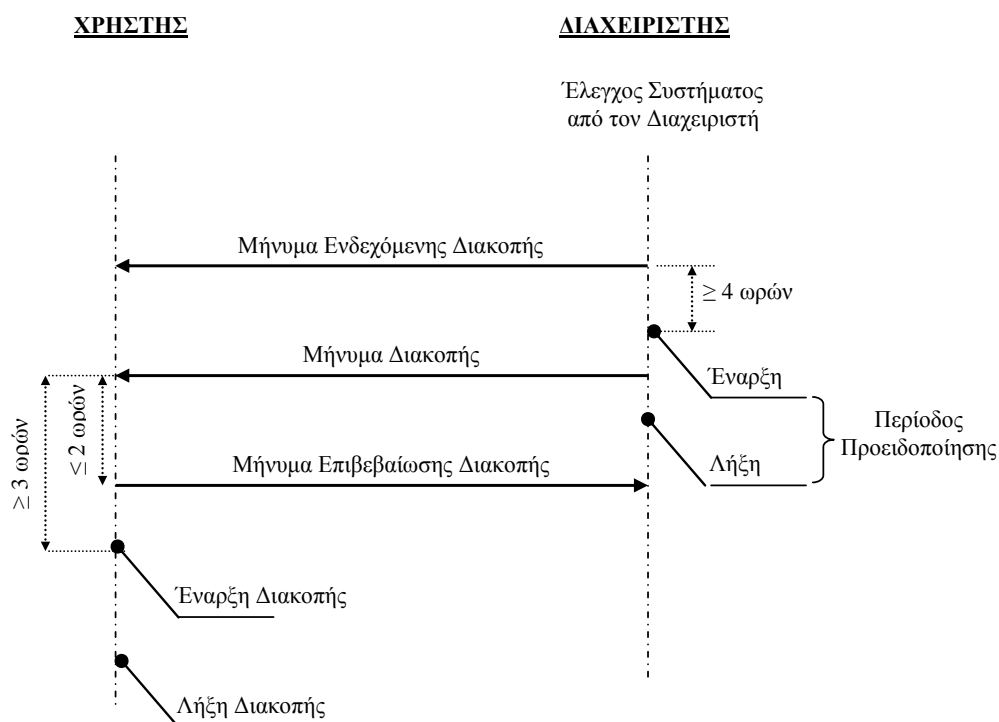 ΧΡΗΣΤΗΣ
ΔΙΑΧΕΙΡΙΣΤΗΣ
Έλεγχος Συστήματος
από τον Διαχειριστή
Μήνυμα Ενδεχόμενης Διακοπής
≥ 4 ωρών
Μήνυμα Διακοπής
Έναρξη
≥ 3 ωρών
≤ 2 ωρών
Περίοδος
Προειδοποίησης
Μήνυμα Επιβεβαίωσης Διακοπής
Λήξη
Έναρξη Διακοπής
Λήξη Διακοπής